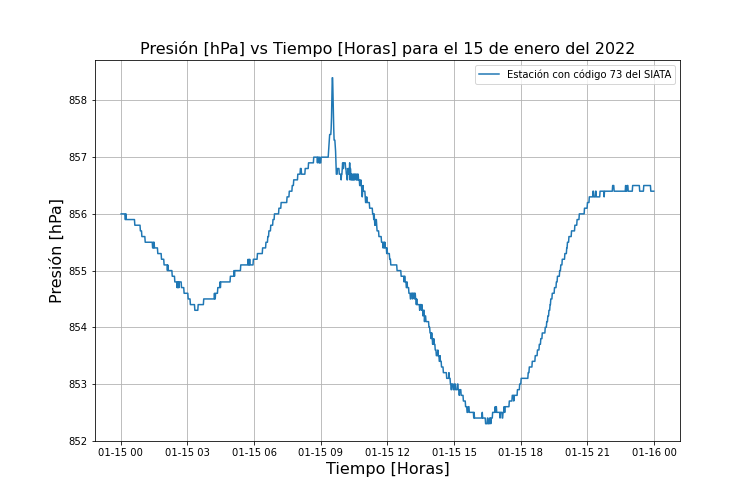 Presión [hPa] vs Tiempo [Horas] para el 15 de enero del 2022
Estación con código 73 del SIATA
Presión [hPa]
858
857
856
855
854
853
852
01-15 00 01-15 03 01-15 06 01-15 09 01-15 12 01-15 15 01-15 18 01-15 21 01-16 00
Tiempo [Horas]